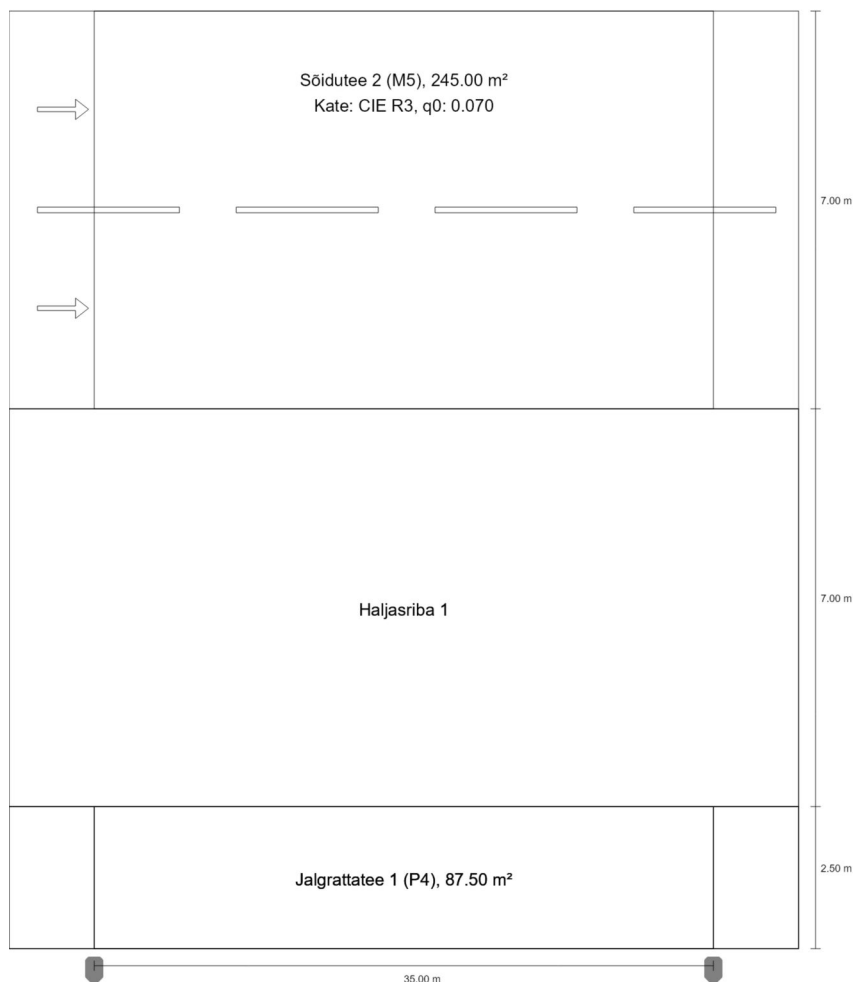 Sõidutee 2 (M5), 245.00 m²
Kate: CIE R3, q0: 0.070
7.00 m
Haljasriba 1
7.00 m
Jalgrattatee 1 (P4), 87.50 m²
2.50 m
35.00 m